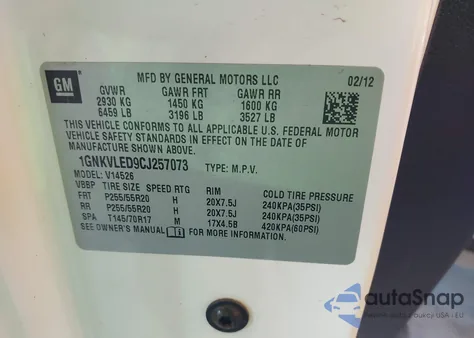 GM
MFD BY GENERAL MOTORS LLC 02/12
GVWR GAWR FRT GAWR RR
2930 KG 1450 KG 1600 KG
6459 LB 3196 LB 3527 LB
THIS VEHICLE CONFORMS TO ALL APPLICABLE U.S. FEDERAL MOTOR
VEHICLE SAFETY STANDARDS IN EFFECT ON THE DATE OF
MANUFACTURE SHOWN ABOVE.
1GNKVLED9CJ257073 TYPE: M.P.V.
MODEL: V14526
VBBP TIRE SIZE SPEED RTG RIM COLD TIRE PRESSURE
FRT P255/55R20 H 20X7.5J 240KPA(35PSI)
RR P255/55R20 H 20X7.5J 240KPA(35PSI)
SPA T145/70R17 M 17X4.5B 420KPA(60PSI)
SEE OWNER'S MANUAL FOR MORE INFORMATION.
autoSnap